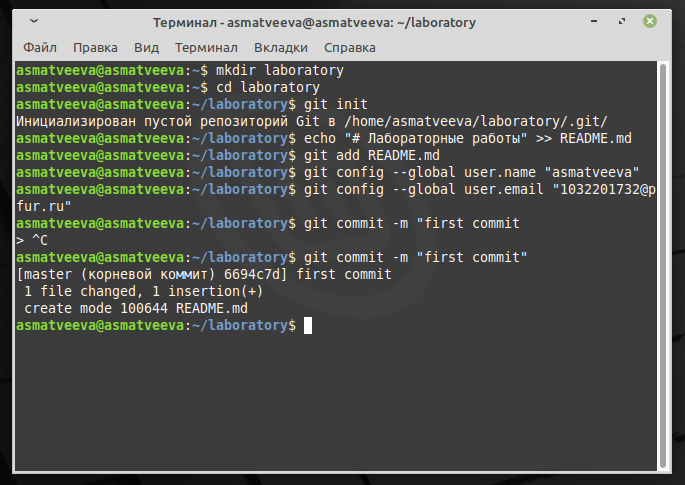 Терминал - asmatveeva@asmatveeva: ~/laboratory
Файл Правка Вид Терминал Вкладки Справка
asmatveeva@asmatveeva:~$ mkdir laboratory
asmatveeva@asmatveeva:~$ cd laboratory
asmatveeva@asmatveeva:~/laboratory$ git init
Инициализирован пустой репозиторий Git в /home/asmatveeva/laboratory/.git/
asmatveeva@asmatveeva:~/laboratory$ echo "# Лабораторные работы" >> README.md
asmatveeva@asmatveeva:~/laboratory$ git add README.md
asmatveeva@asmatveeva:~/laboratory$ git config --global user.name "asmatveeva"
asmatveeva@asmatveeva:~/laboratory$ git config --global user.email "1032201732@p
fur.ru"
asmatveeva@asmatveeva:~/laboratory$ git commit -m "first commit
> ^C
asmatveeva@asmatveeva:~/laboratory$ git commit -m "first commit"
[master (корневой коммит) 6694c7d] first commit
 1 file changed, 1 insertion(+)
 create mode 100644 README.md
asmatveeva@asmatveeva:~/laboratory$